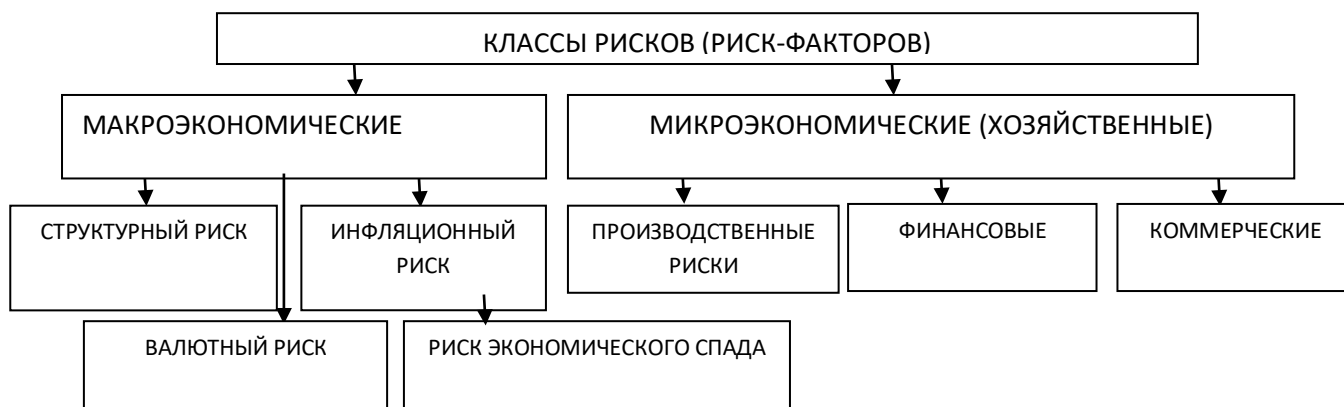 КЛАССЫ РИСКОВ (РИСК-ФАКТОРОВ)
МАКРОЭКОНОМИЧЕСКИЕ
МИКРОЭКОНОМИЧЕСКИЕ (ХОЗЯЙСТВЕННЫЕ)
СТРУКТУРНЫЙ РИСК
ИНФЛЯЦИОННЫЙ
РИСК
ПРОИЗВОДСТВЕННЫЕ
РИСКИ
ФИНАНСОВЫЕ
КОММЕРЧЕСКИЕ
ВАЛЮТНЫЙ РИСК
РИСК ЭКОНОМИЧЕСКОГО СПАДА